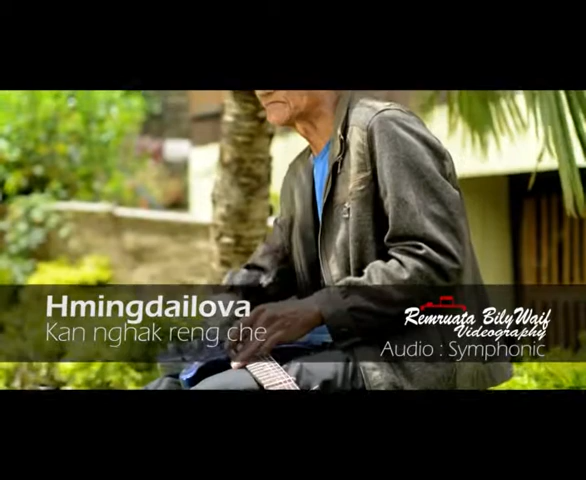 Hmingdailova
Kan nghak reng che
Remruata BilyWaif
Videography
Audio : Symphonic